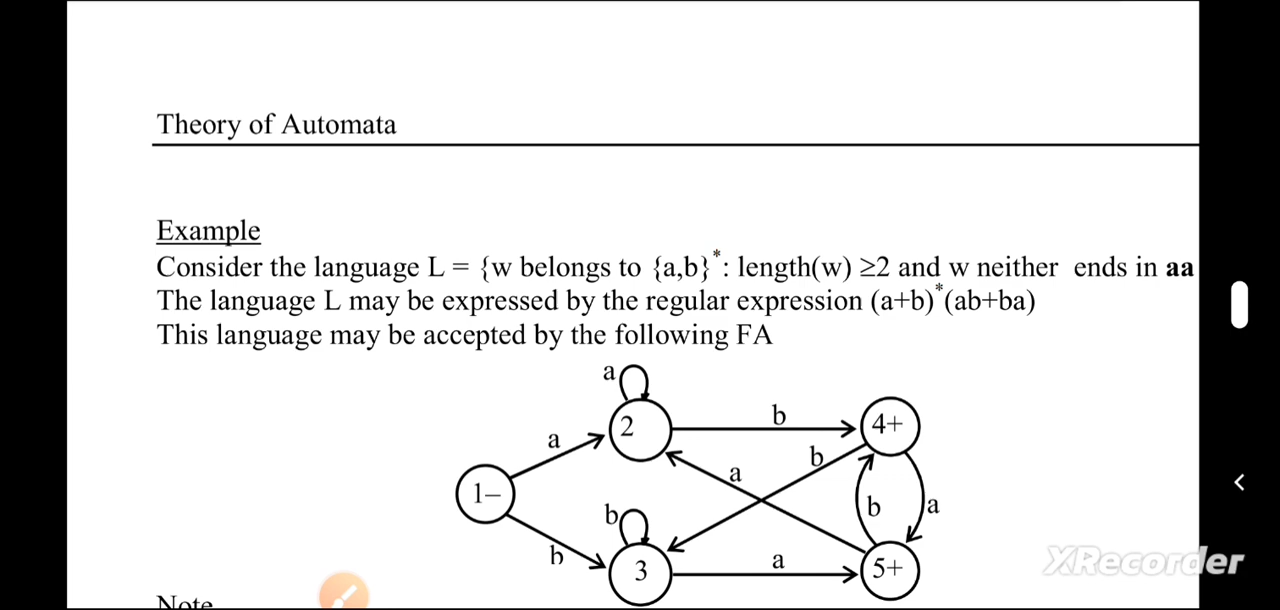 Theory of Automata
Example
Consider the language L = {w belongs to {a,b}*: length(w) ≥2 and w neither ends in aa
The language L may be expressed by the regular expression (a+b)*(ab+ba)
This language may be accepted by the following FA
a
2
b
4+
a
b
a
1–
b
b
a
b
3
a
5+
XRecorder
Note